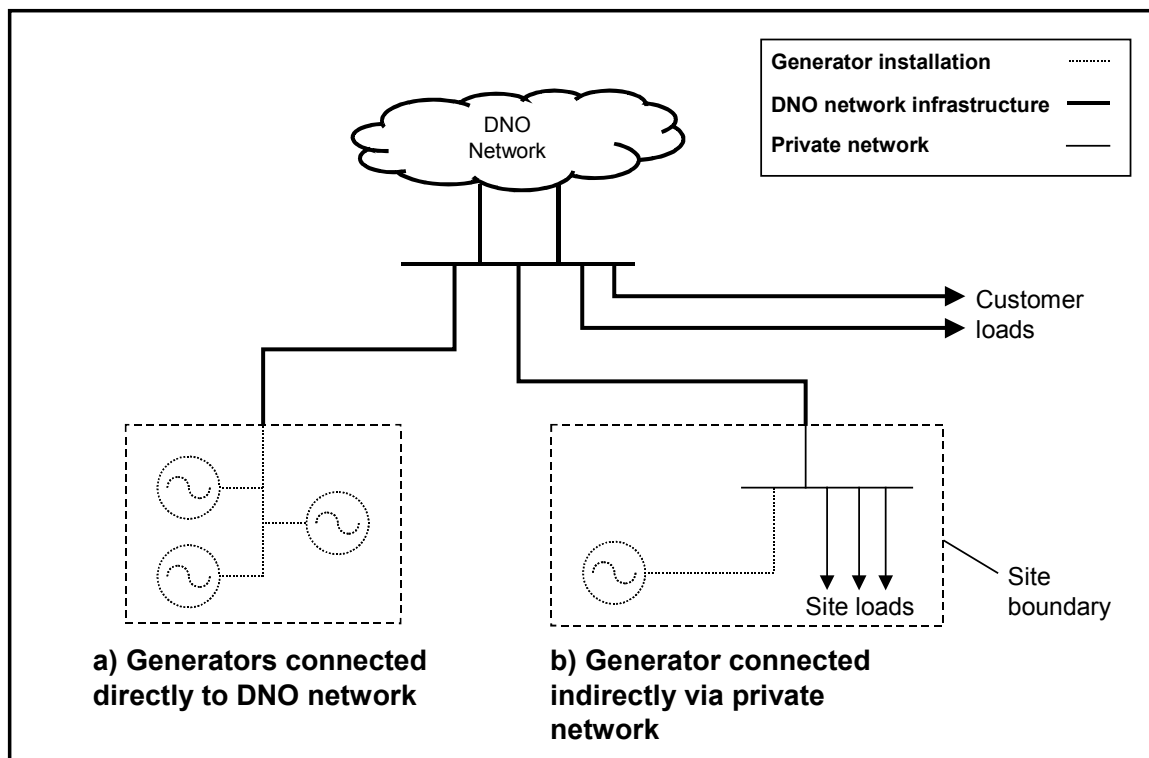 Generator installation
DNO network infrastructure
Private network
DNO
Network
Customer
loads
Site loads
Site
boundary
a) Generators connected
directly to DNO network
b) Generator connected
indirectly via private
network